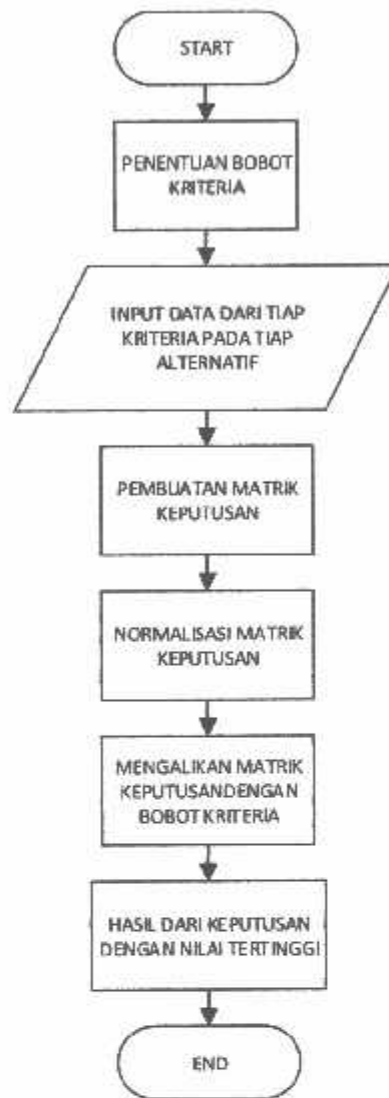 START
PENENTUAN BOBOT
KRITERIA
INPUT DATA DARI TIAP
KRITERIA PADA TIAP
ALTERNATIF
PEMBUATAN MATRIK
KEPUTUSAN
NORMALISASI MATRIK
KEPUTUSAN
MENGALIKAN MATRIK
KEPUTUSANDENGAN
BOBOT KRITERIA
HASIL DARI KEPUTUSAN
DENGAN NILAI TERTINGGI
END